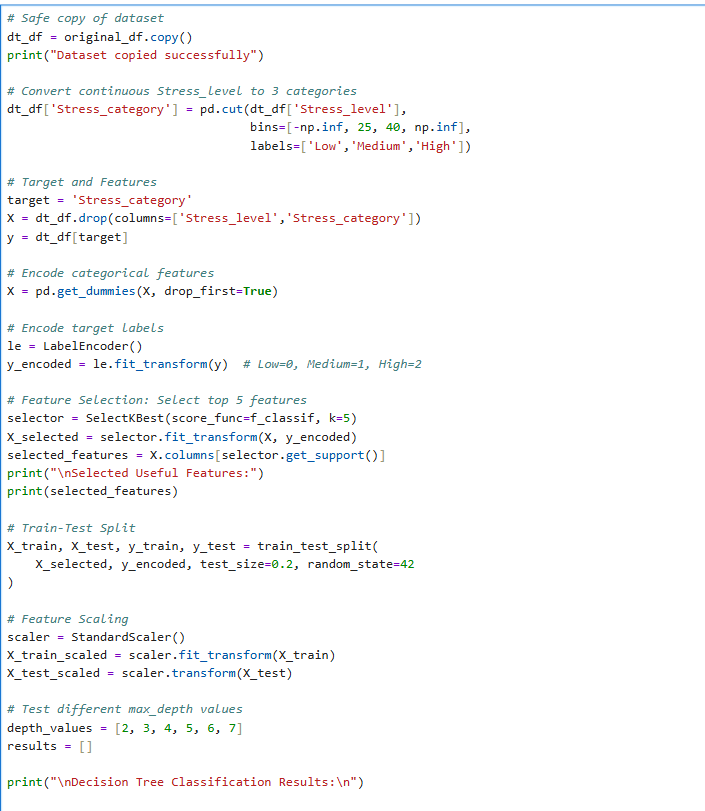 # Safe copy of dataset
dt_df = original_df.copy()
print("Dataset copied successfully")

# Convert continuous Stress_level to 3 categories
dt_df['Stress_category'] = pd.cut(dt_df['Stress_level'],
                                  bins=[-np.inf, 25, 40, np.inf],
                                  labels=['Low','Medium','High'])

# Target and Features
target = 'Stress_category'
X = dt_df.drop(columns=['Stress_level','Stress_category'])
y = dt_df[target]

# Encode categorical features
X = pd.get_dummies(X, drop_first=True)

# Encode target labels
le = LabelEncoder()
y_encoded = le.fit_transform(y)  # Low=0, Medium=1, High=2

# Feature Selection: Select top 5 features
selector = SelectKBest(score_func=f_classif, k=5)
X_selected = selector.fit_transform(X, y_encoded)
selected_features = X.columns[selector.get_support()]
print("\nSelected Useful Features:")
print(selected_features)

# Train-Test Split
X_train, X_test, y_train, y_test = train_test_split(
    X_selected, y_encoded, test_size=0.2, random_state=42
)

# Feature Scaling
scaler = StandardScaler()
X_train_scaled = scaler.fit_transform(X_train)
X_test_scaled = scaler.transform(X_test)

# Test different max_depth values
depth_values = [2, 3, 4, 5, 6, 7]
results = []

print("\nDecision Tree Classification Results:\n")